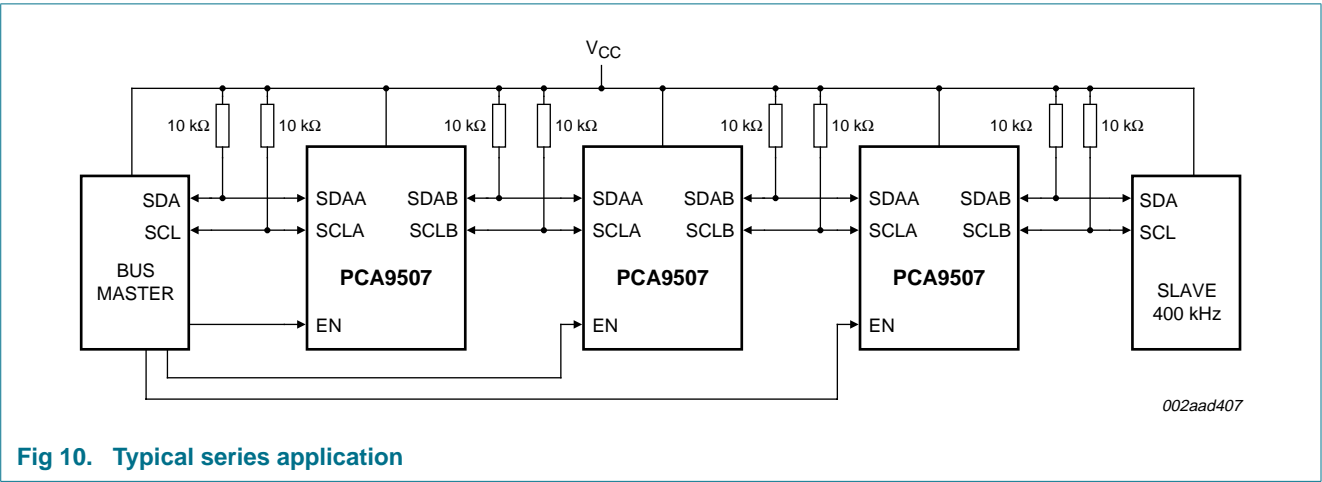 VCC
10 kΩ 10 kΩ 10 kΩ 10 kΩ 10 kΩ 10 kΩ 10 kΩ 10 kΩ
SDA SDAA SDAB SDAA SDAB SDAA SDAB SDA
SCL SCLA SCLB SCLA SCLB SCLA SCLB SCL
BUS
MASTER
PCA9507 PCA9507 PCA9507
SLAVE
400 kHz
EN EN EN
002aad407
Fig 10. Typical series application